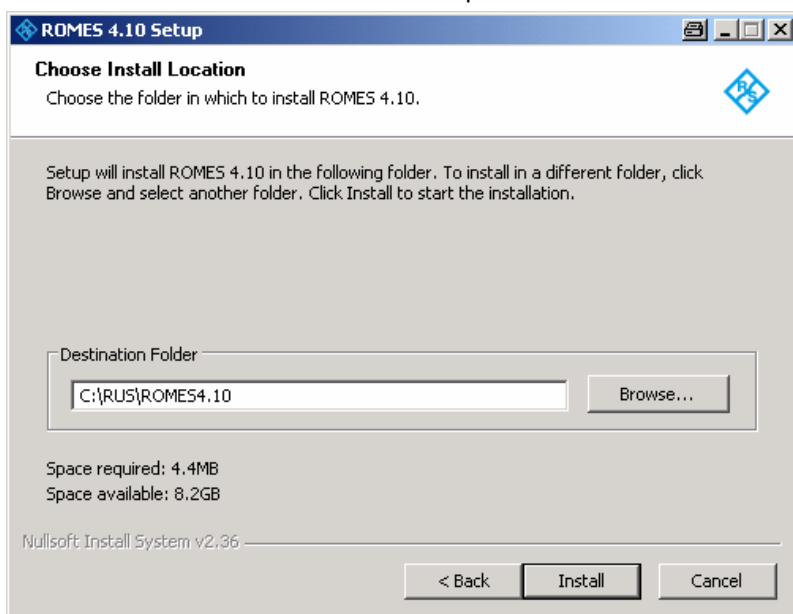 ROMES 4.10 Setup
Choose Install Location
Choose the folder in which to install ROMES 4.10.
R&S
Setup will install ROMES 4.10 in the following folder. To install in a different folder, click
Browse and select another folder. Click Install to start the installation.
Destination Folder
C:\RUS\ROMES4.10
Browse...
Space required: 4.4MB
Space available: 8.2GB
Nullsoft Install System v2.36
< Back
Install
Cancel